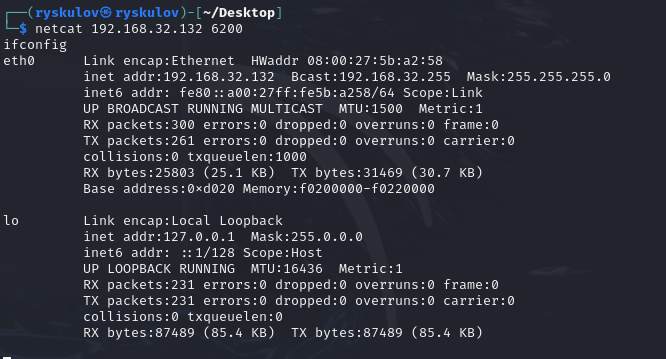 ┌──(ryskulov㉿ryskulov)-[~/Desktop]
└─$ netcat 192.168.32.132 6200
ifconfig
eth0      Link encap:Ethernet  HWaddr 08:00:27:5b:a2:58
          inet addr:192.168.32.132  Bcast:192.168.32.255  Mask:255.255.255.0
          inet6 addr: fe80::a00:27ff:fe5b:a258/64 Scope:Link
          UP BROADCAST RUNNING MULTICAST  MTU:1500  Metric:1
          RX packets:300 errors:0 dropped:0 overruns:0 frame:0
          TX packets:261 errors:0 dropped:0 overruns:0 carrier:0
          collisions:0 txqueuelen:1000
          RX bytes:25803 (25.1 KB)  TX bytes:31469 (30.7 KB)
          Base address:0xd020 Memory:f0200000-f0220000

lo        Link encap:Local Loopback
          inet addr:127.0.0.1  Mask:255.0.0.0
          inet6 addr: ::1/128 Scope:Host
          UP LOOPBACK RUNNING  MTU:16436  Metric:1
          RX packets:231 errors:0 dropped:0 overruns:0 frame:0
          TX packets:231 errors:0 dropped:0 overruns:0 carrier:0
          collisions:0 txqueuelen:0
          RX bytes:87489 (85.4 KB)  TX bytes:87489 (85.4 KB)